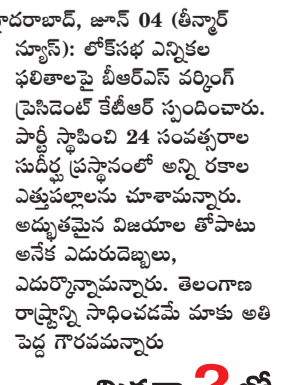 హైదరాబాద్, జూన్ 04 (తీన్మార్
న్యూస్): లోక్‌సభ ఎన్నికల
ఫలితాలపై బీఆర్ఎస్ వర్కింగ్
ప్రెసిడెంట్ కేటీఆర్ స్పందించారు.
పార్టీ స్థాపించి 24 సంవత్సరాల
సుదీర్ఘ ప్రస్థానంలో అన్ని రకాల
ఎత్తుపల్లాలను చూశామన్నారు.
అద్భుతమైన విజయాల తోపాటు
అనేక ఎదురుదెబ్బలు,
ఎదుర్కొన్నామన్నారు. తెలంగాణ
రాష్ట్రాన్ని సాధించడమే మాకు అతి
పెద్ద గౌరవమన్నారు
2